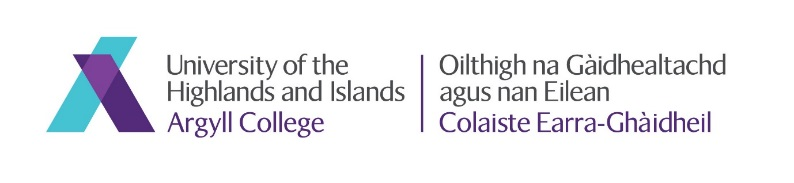 University of the
Highlands and Islands
Argyll College
Oilthigh na Gàidhealtachd
agus nan Eilean
Colaiste Earra-Ghàidheil